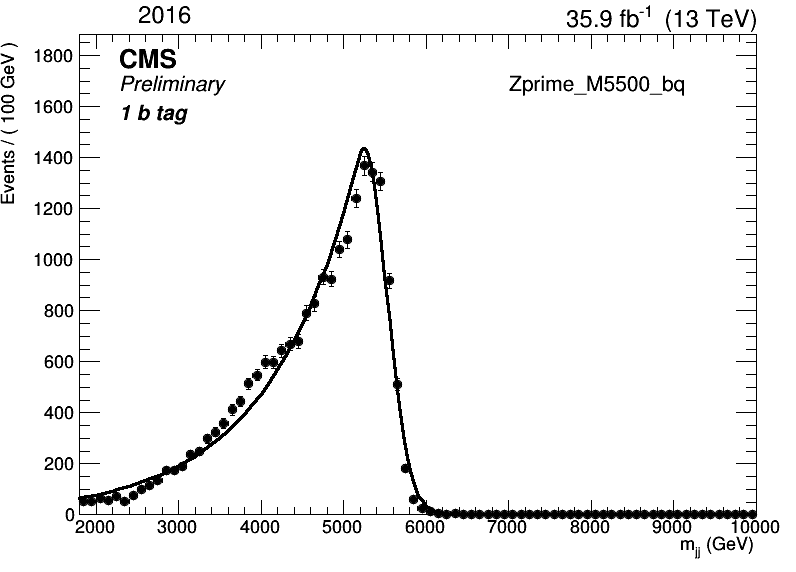 2016
35.9 fb⁻¹ (13 TeV)
CMS
Preliminary
1 b tag
Zprime_M5500_bq
Events / ( 100 GeV )
1800
1600
1400
1200
1000
800
600
400
200
0
2000 3000 4000 5000 6000 7000 8000 9000 10000
m_jj (GeV)